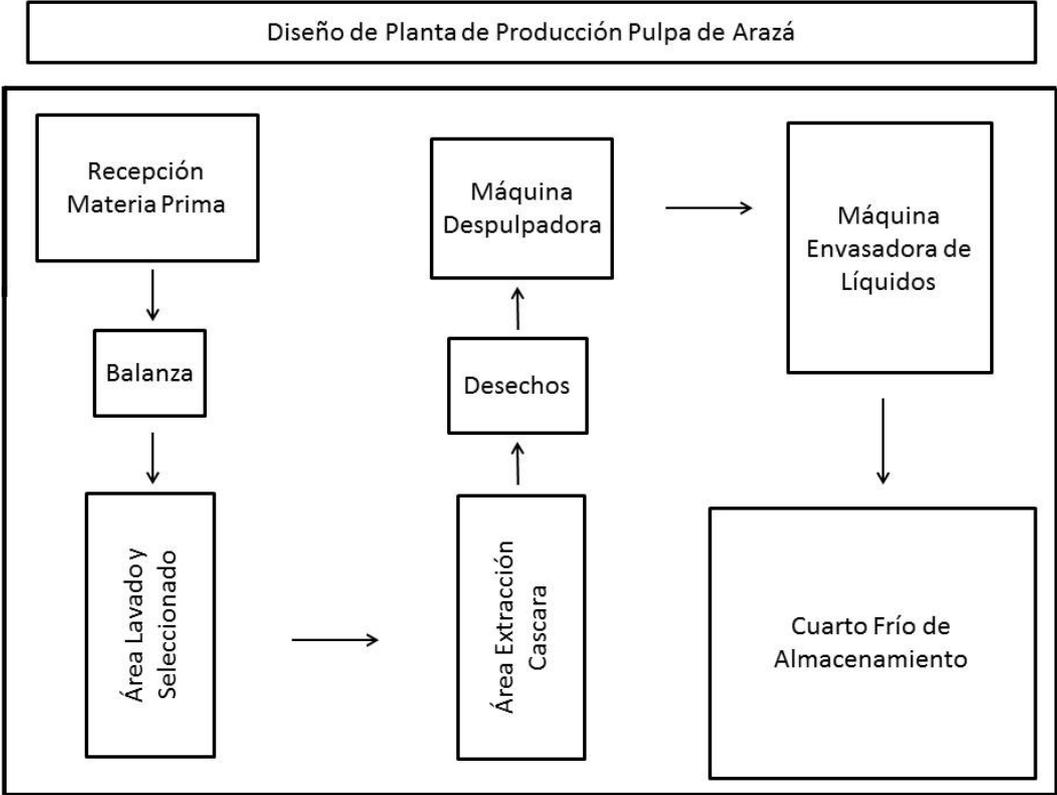 Diseño de Planta de Producción Pulpa de Arazá
Recepción
Materia Prima
Balanza
Área Lavado y
Seleccionado
Área Extracción
Cascara
Desechos
Máquina
Despulpadora
Máquina
Envasadora de
Líquidos
Cuarto Frío de
Almacenamiento